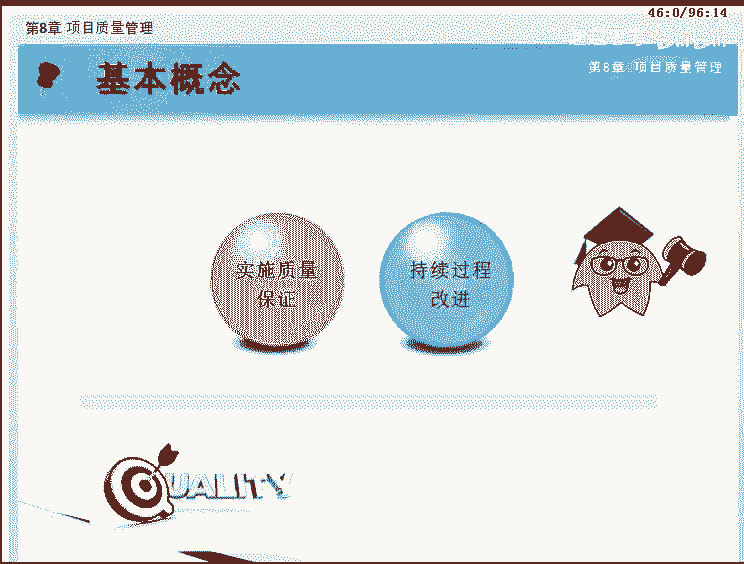 46:0/96:14
第8章 项目质量管理
基本概念
第8章 项目质量管理
实施质量
保证
持续过程
改进
QUALITY